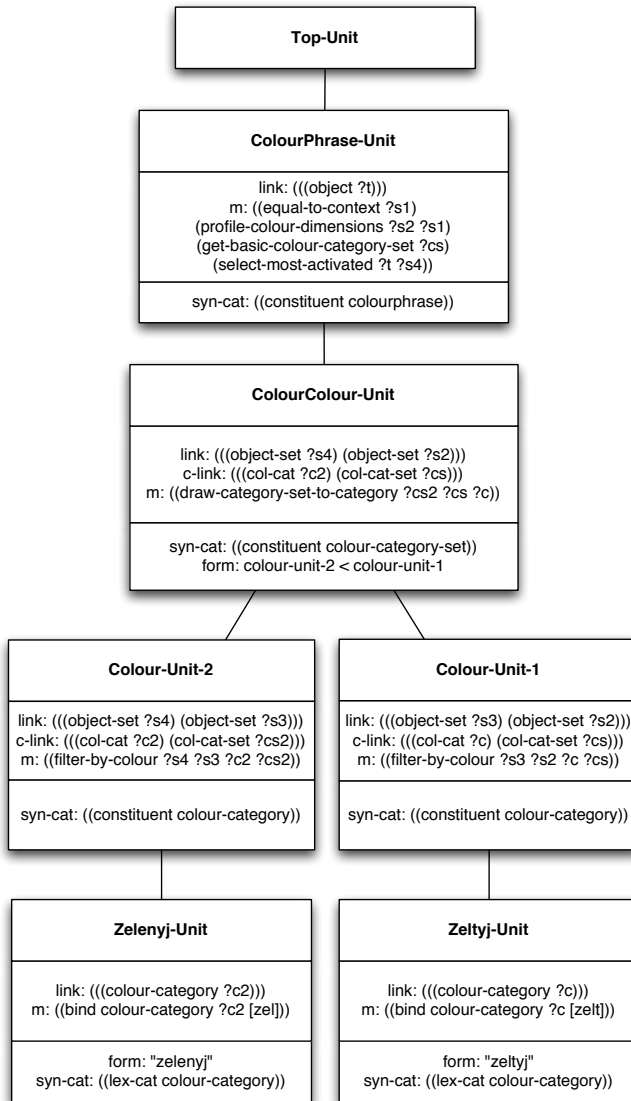 Top-Unit
ColourPhrase-Unit
link: (((object ?t)))
m: ((equal-to-context ?s1)
(profile-colour-dimensions ?s2 ?s1)
(get-basic-colour-category-set ?cs)
(select-most-activated ?t ?s4))
syn-cat: ((constituent colourphrase))
ColourColour-Unit
link: (((object-set ?s4) (object-set ?s2)))
c-link: (((col-cat ?c2) (col-cat-set ?cs)))
m: ((draw-category-set-to-category ?cs2 ?cs ?c))
syn-cat: ((constituent colour-category-set))
form: colour-unit-2 < colour-unit-1
Colour-Unit-2
link: (((object-set ?s4) (object-set ?s3)))
c-link: (((col-cat ?c2) (col-cat-set ?cs2)))
m: ((filter-by-colour ?s4 ?s3 ?c2 ?cs2))
syn-cat: ((constituent colour-category))
Colour-Unit-1
link: (((object-set ?s3) (object-set ?s2)))
c-link: (((col-cat ?c) (col-cat-set ?cs)))
m: ((filter-by-colour ?s3 ?s2 ?c ?cs))
syn-cat: ((constituent colour-category))
Zelenyj-Unit
link: (((colour-category ?c2)))
m: ((bind colour-category ?c2 [zel]))
form: "zelenyj"
syn-cat: ((lex-cat colour-category))
Zeltyj-Unit
link: (((colour-category ?c)))
m: ((bind colour-category ?c [zelt]))
form: "zeltyj"
syn-cat: ((lex-cat colour-category))